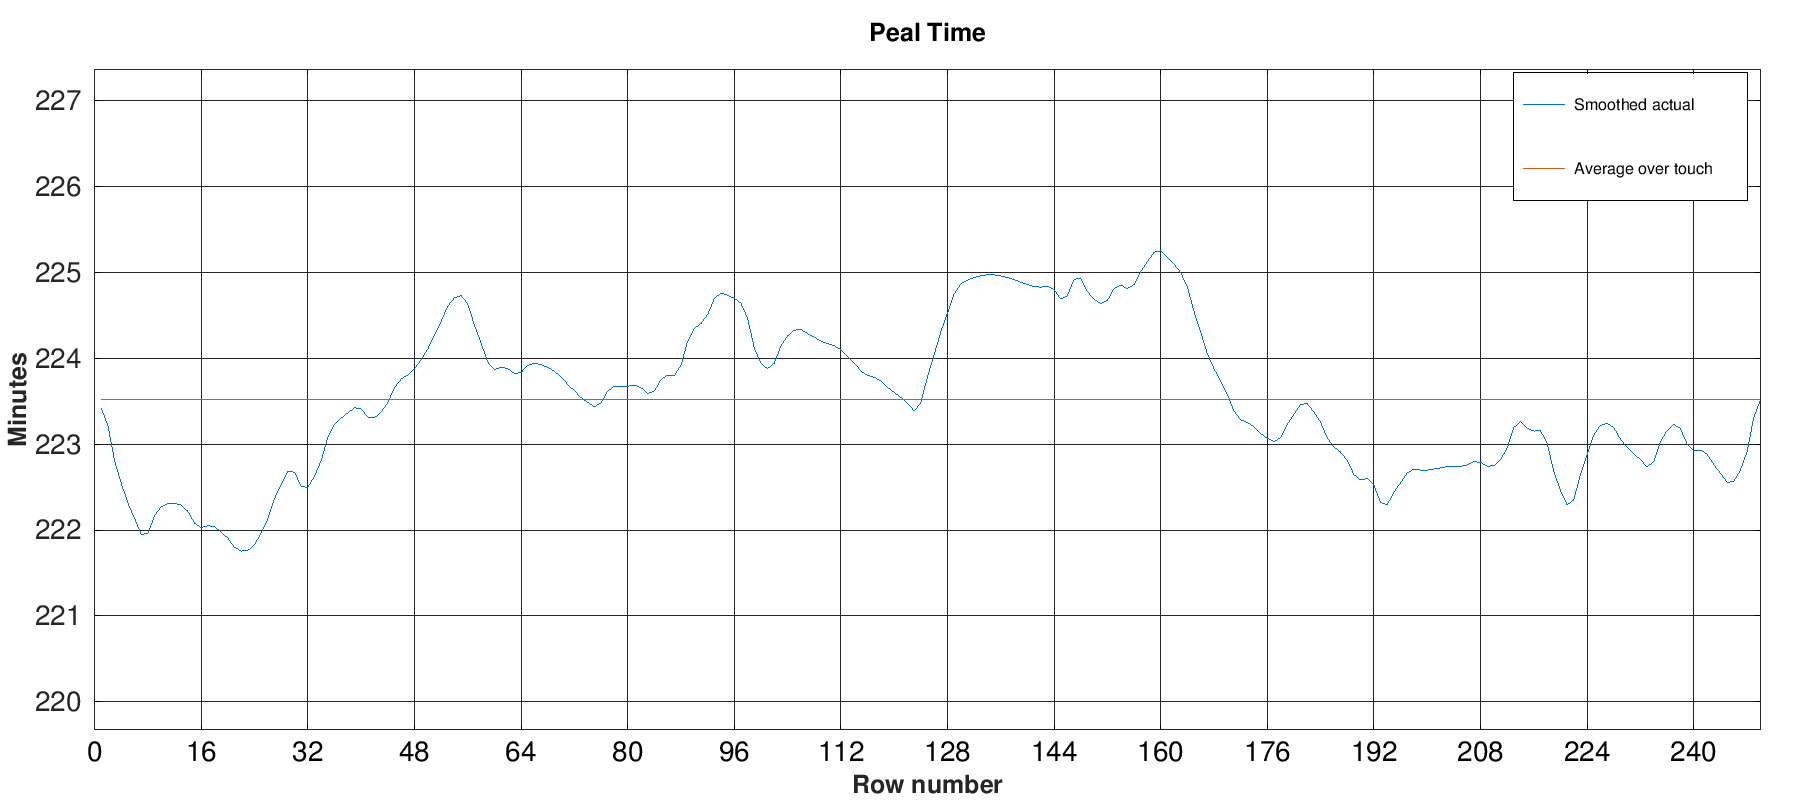 Peal Time
227
226
225
224
223
222
221
220
Minutes
Smoothed actual
Average over touch
0 16 32 48 64 80 96 112 128 144 160 176 192 208 224 240
Row number